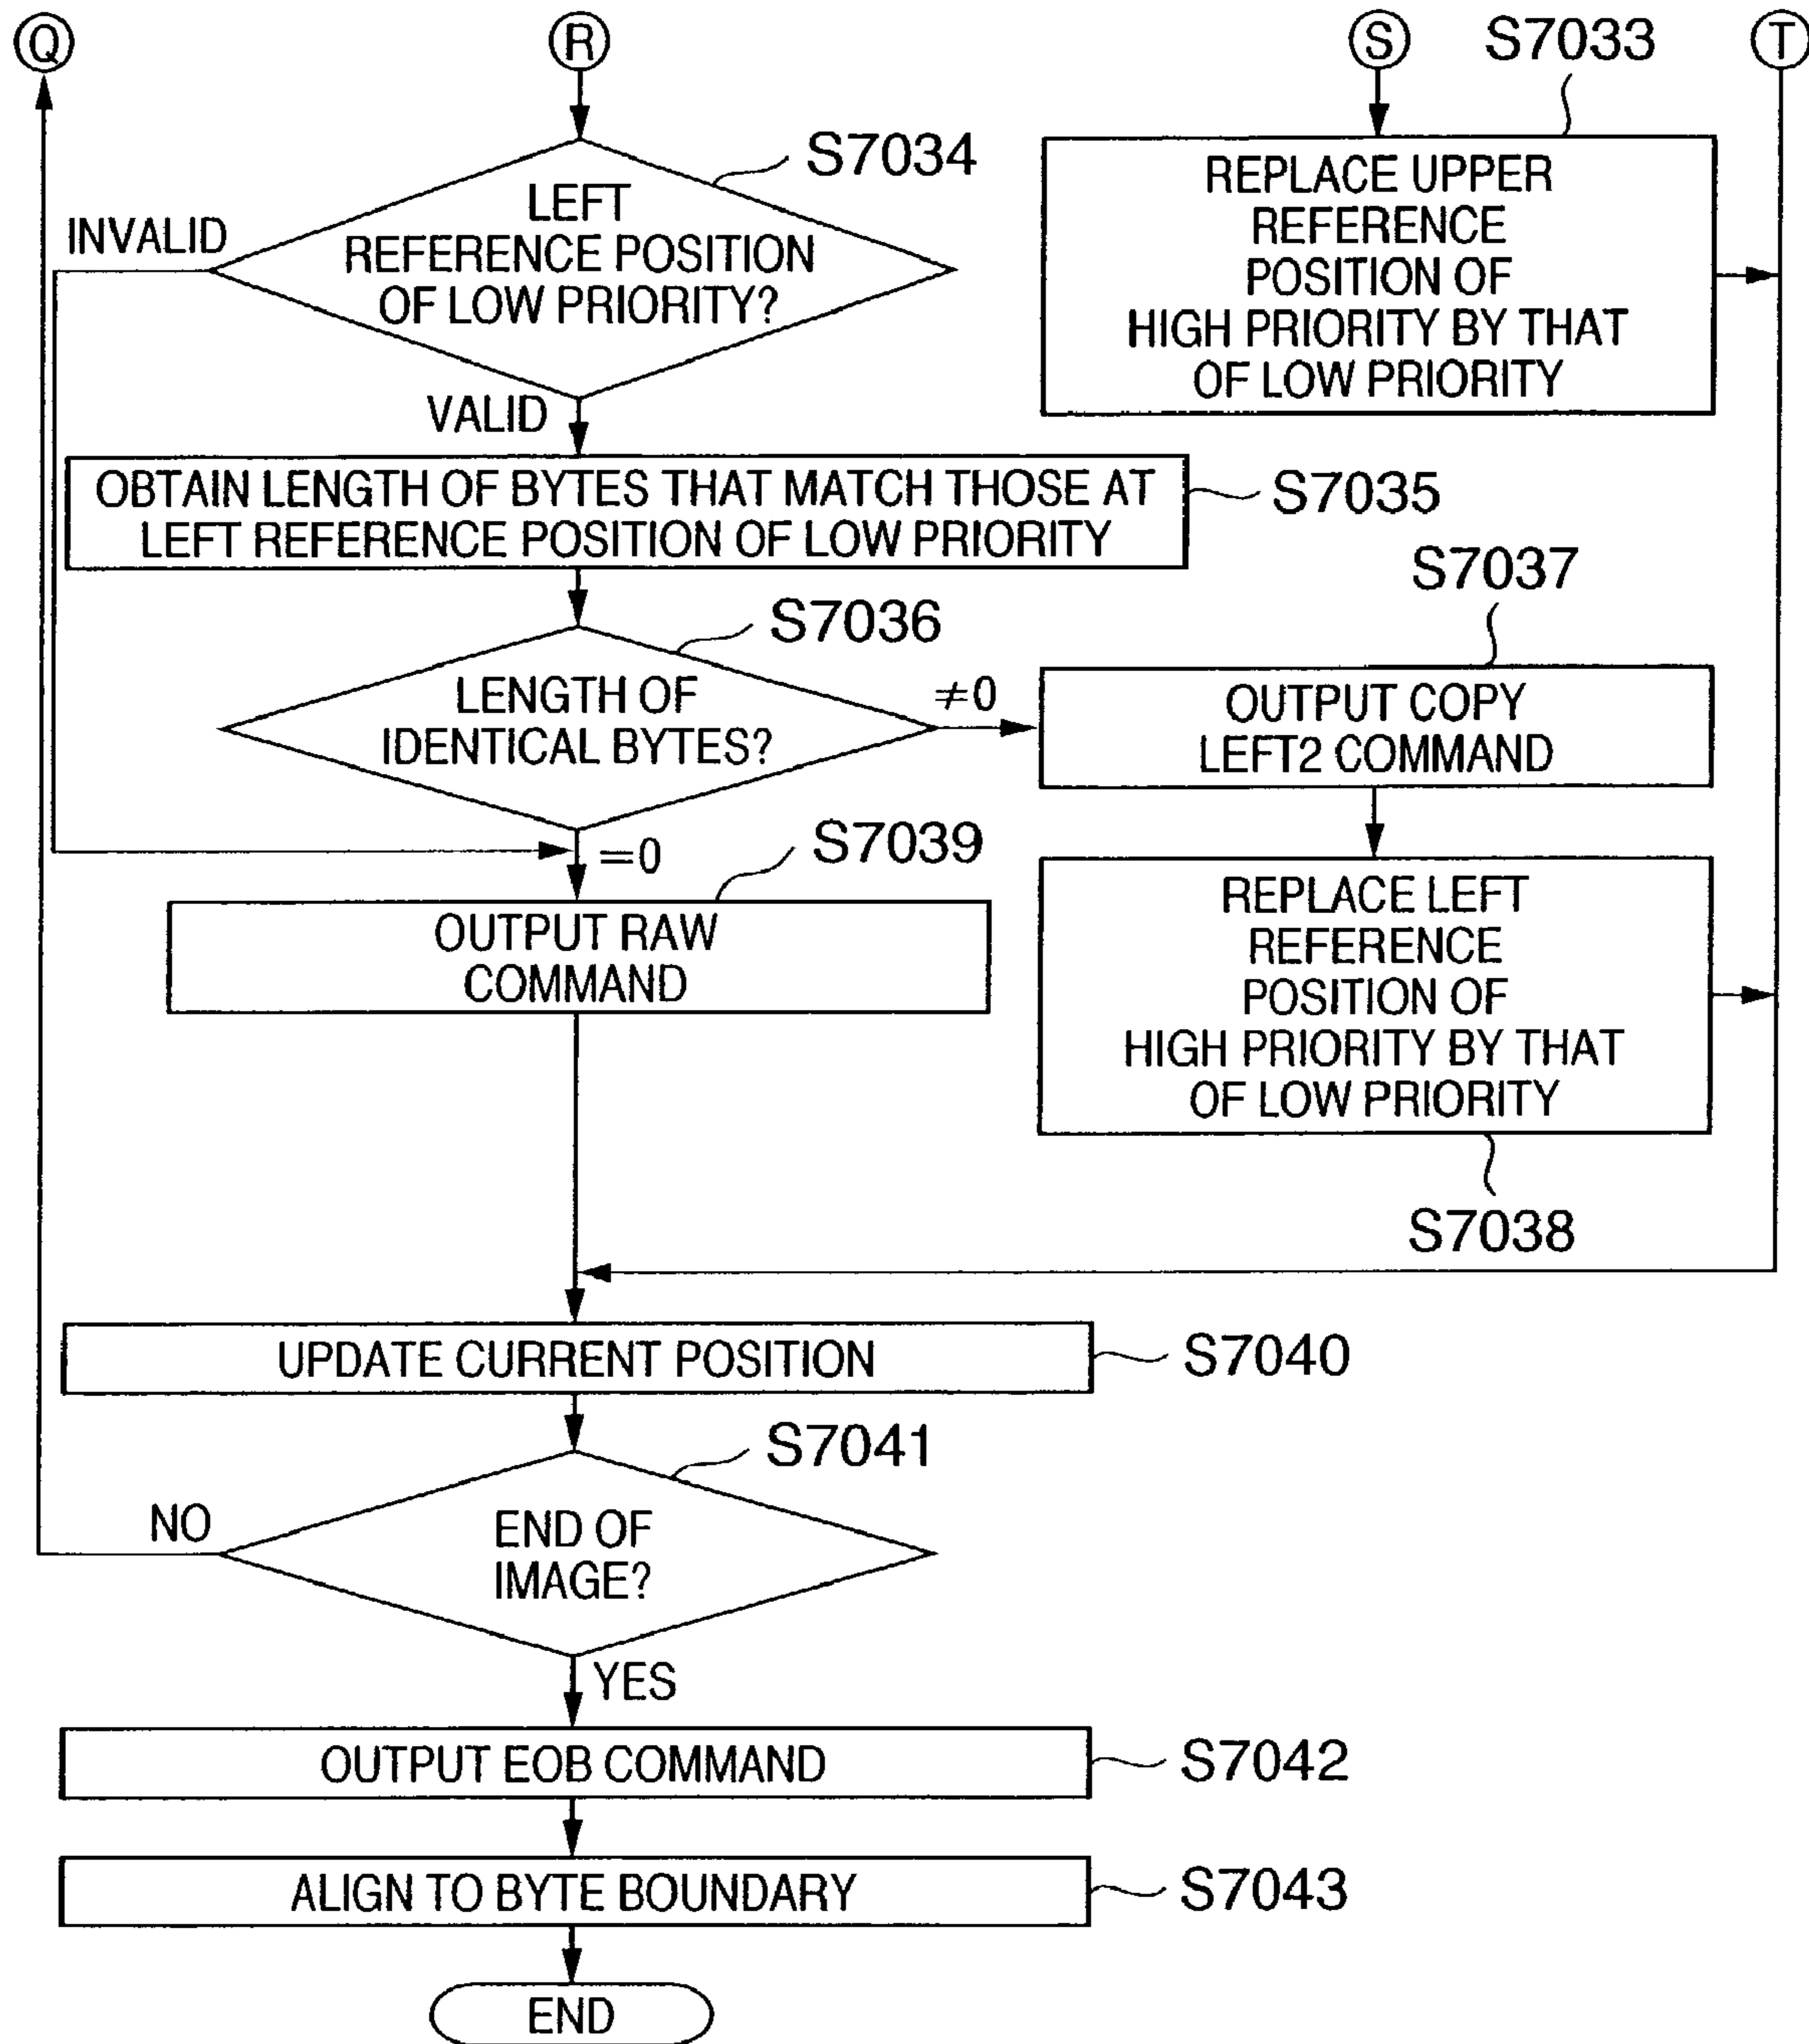 Q
R
S
T
S7033
REPLACE UPPER
REFERENCE
POSITION OF
HIGH PRIORITY BY THAT
OF LOW PRIORITY
S7034
LEFT
REFERENCE POSITION
OF LOW PRIORITY?
INVALID
VALID
OBTAIN LENGTH OF BYTES THAT MATCH THOSE AT
LEFT REFERENCE POSITION OF LOW PRIORITY
S7035
S7036
LENGTH OF
IDENTICAL BYTES?
≠0
S7037
OUTPUT COPY
LEFT2 COMMAND
=0
S7039
OUTPUT RAW
COMMAND
REPLACE LEFT
REFERENCE
POSITION OF
HIGH PRIORITY BY THAT
OF LOW PRIORITY
S7038
UPDATE CURRENT POSITION
S7040
S7041
END OF
IMAGE?
NO
YES
OUTPUT EOB COMMAND
S7042
ALIGN TO BYTE BOUNDARY
S7043
END